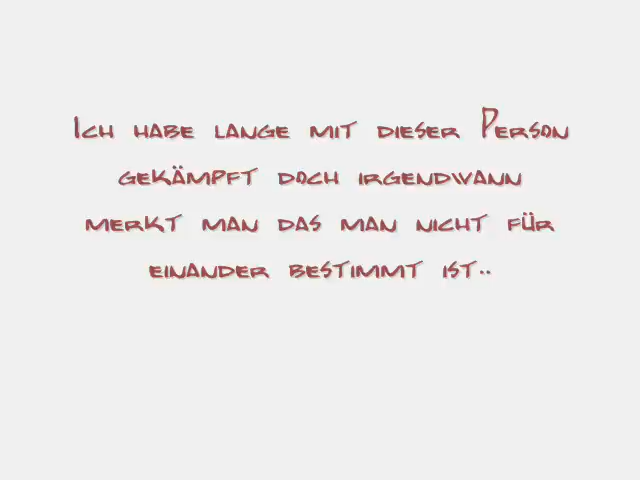 Ich habe lange mit dieser Person
gekämpft doch irgendwann
merkt man das man nicht für
einander bestimmt ist..